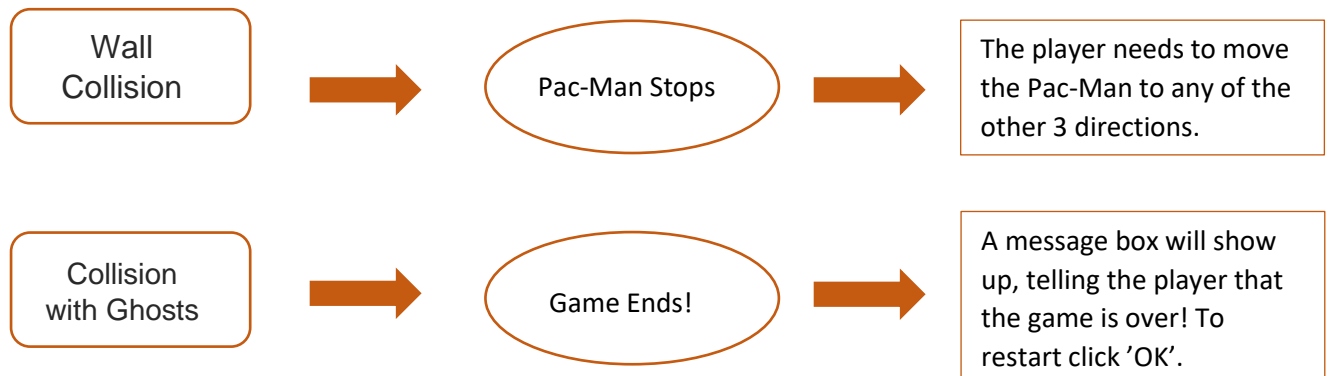 Wall
Collision
Pac-Man Stops
The player needs to move
the Pac-Man to any of the
other 3 directions.
Collision
with Ghosts
Game Ends!
A message box will show
up, telling the player that
the game is over! To
restart click ’OK’.